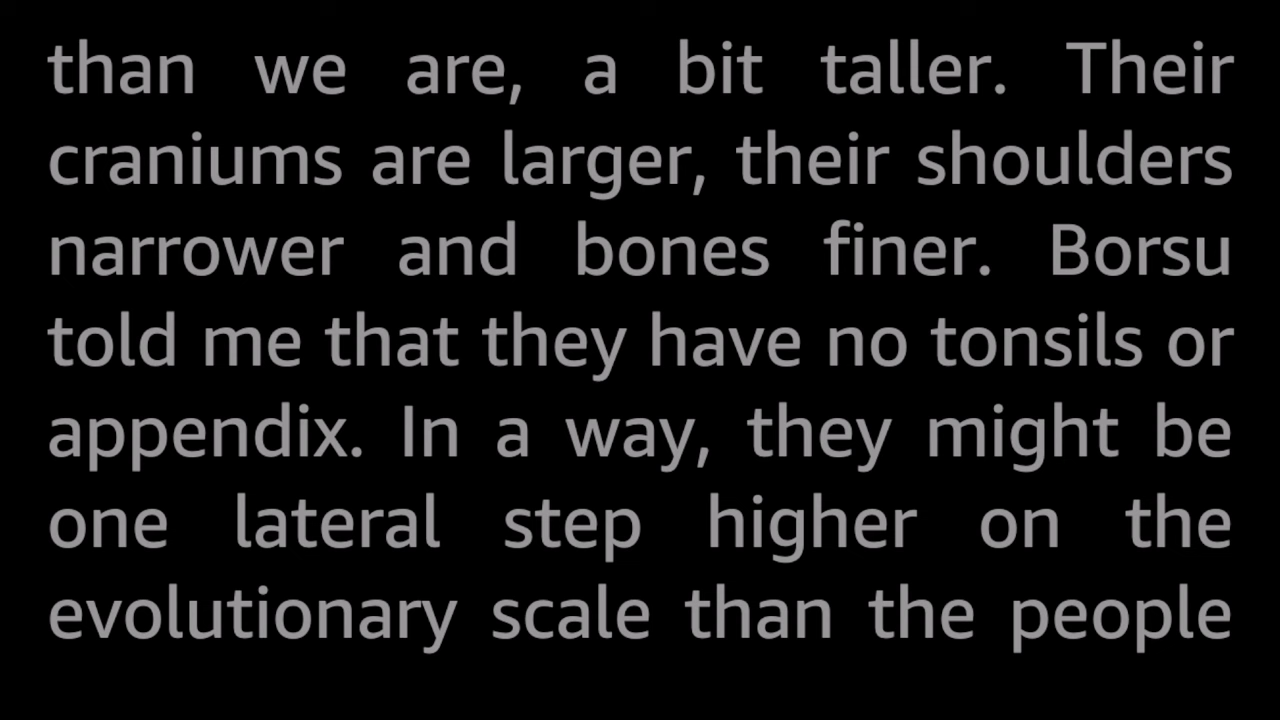 than we are, a bit taller. Their
craniums are larger, their shoulders
narrower and bones finer. Borsu
told me that they have no tonsils or
appendix. In a way, they might be
one lateral step higher on the
evolutionary scale than the people